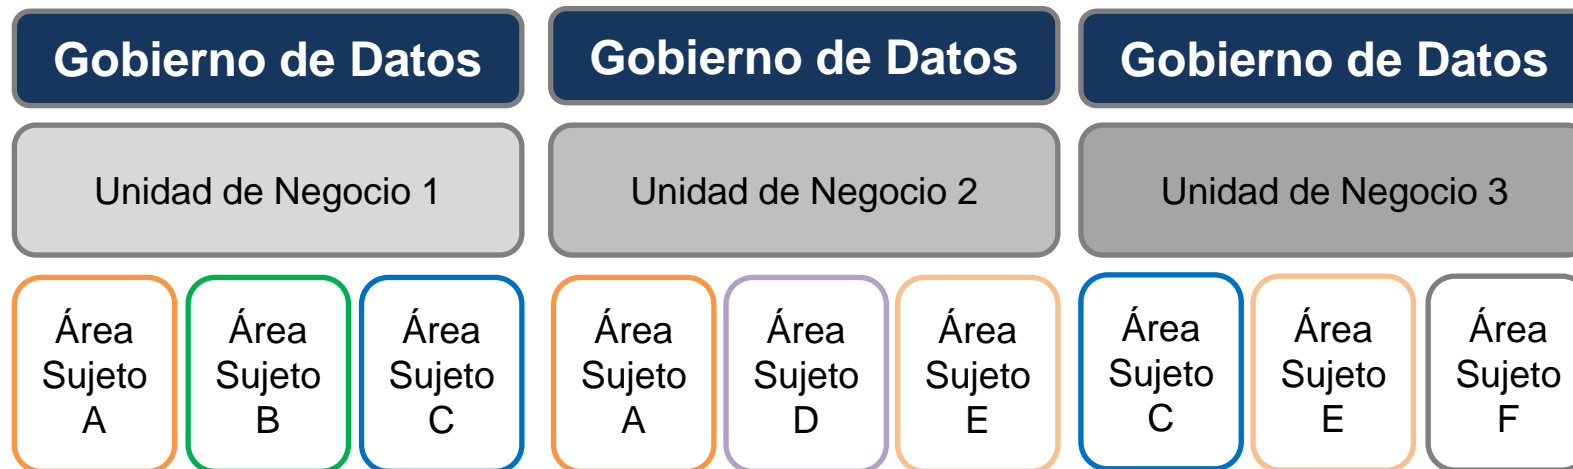 Gobierno de Datos
Gobierno de Datos
Gobierno de Datos
Unidad de Negocio 1
Unidad de Negocio 2
Unidad de Negocio 3
Área
Sujeto
A
Área
Sujeto
B
Área
Sujeto
C
Área
Sujeto
A
Área
Sujeto
D
Área
Sujeto
E
Área
Sujeto
C
Área
Sujeto
E
Área
Sujeto
F